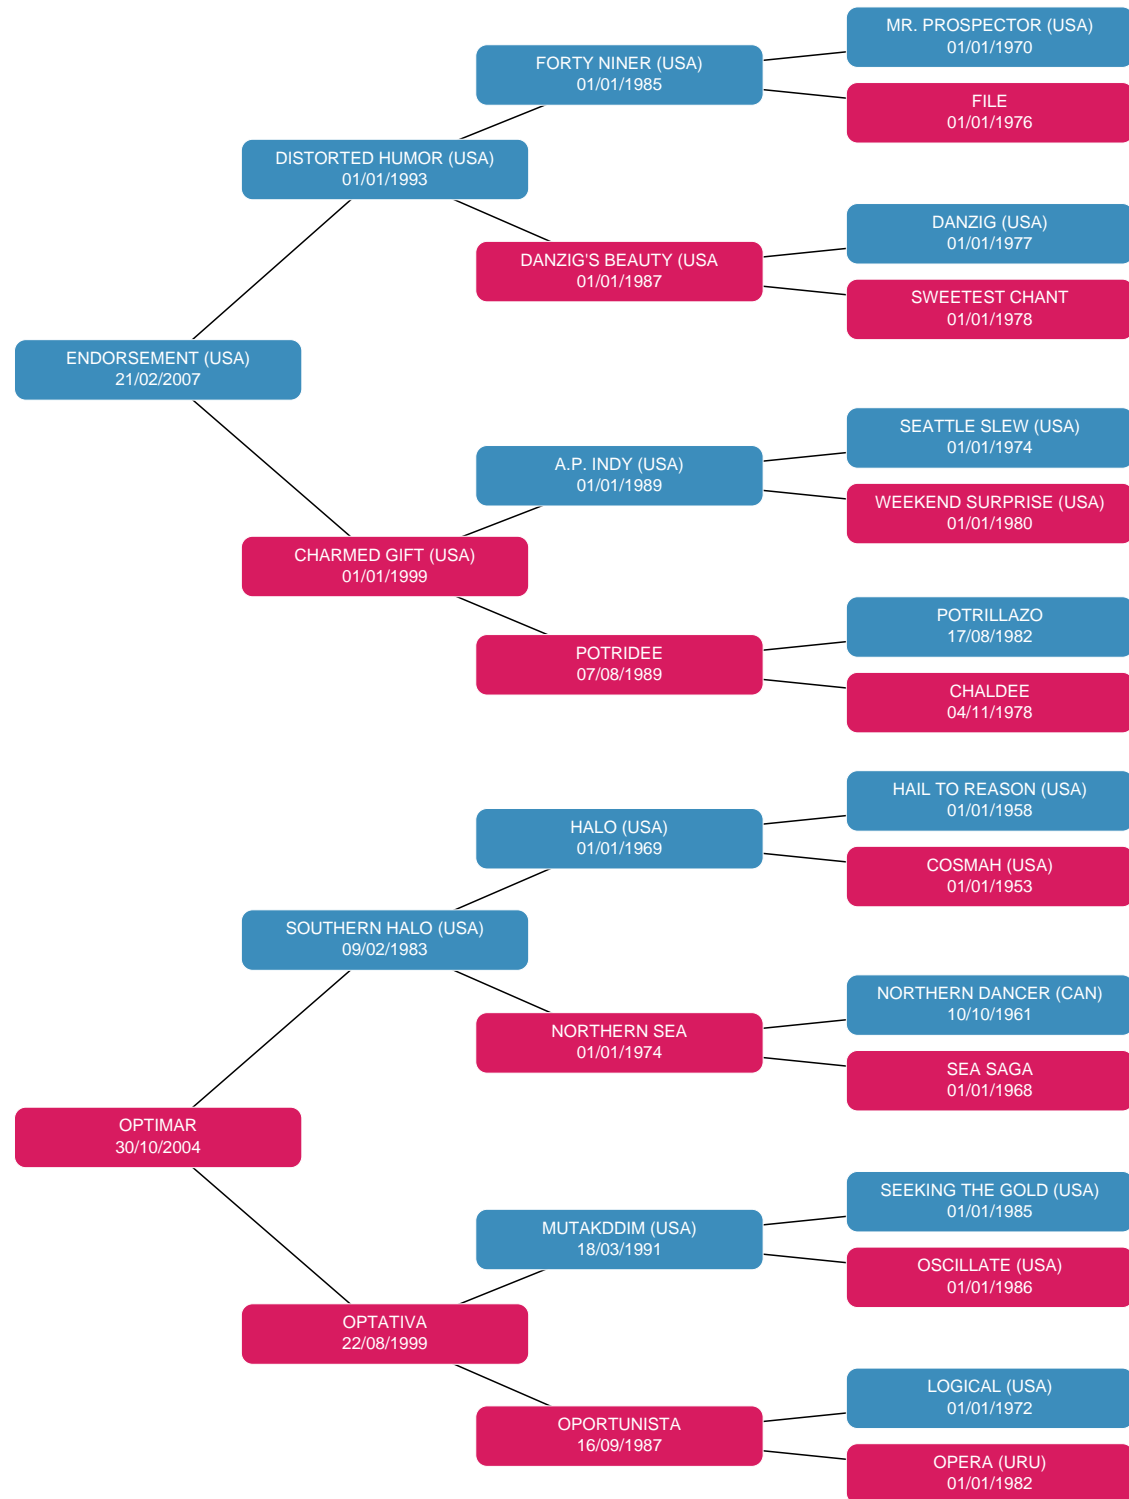 MR. PROSPECTOR (USA)
01/01/1970
FORTY NINER (USA)
01/01/1985
FILE
01/01/1976
DISTORTED HUMOR (USA)
01/01/1993
DANZIG (USA)
01/01/1977
DANZIG'S BEAUTY (USA
01/01/1987
SWEETEST CHANT
01/01/1978
ENDORSEMENT (USA)
21/02/2007
SEATTLE SLEW (USA)
01/01/1974
A.P. INDY (USA)
01/01/1989
WEEKEND SURPRISE (USA)
01/01/1980
CHARMED GIFT (USA)
01/01/1999
POTRILLAZO
17/08/1982
POTRIDEE
07/08/1989
CHALDEE
04/11/1978
HAIL TO REASON (USA)
01/01/1958
HALO (USA)
01/01/1969
COSMAH (USA)
01/01/1953
SOUTHERN HALO (USA)
09/02/1983
NORTHERN DANCER (CAN)
10/10/1961
NORTHERN SEA
01/01/1974
SEA SAGA
01/01/1968
OPTIMAR
30/10/2004
SEEKING THE GOLD (USA)
01/01/1985
MUTAKDDIM (USA)
18/03/1991
OSCILLATE (USA)
01/01/1986
OPTATIVA
22/08/1999
LOGICAL (USA)
01/01/1972
OPORTUNISTA
16/09/1987
OPERA (URU)
01/01/1982